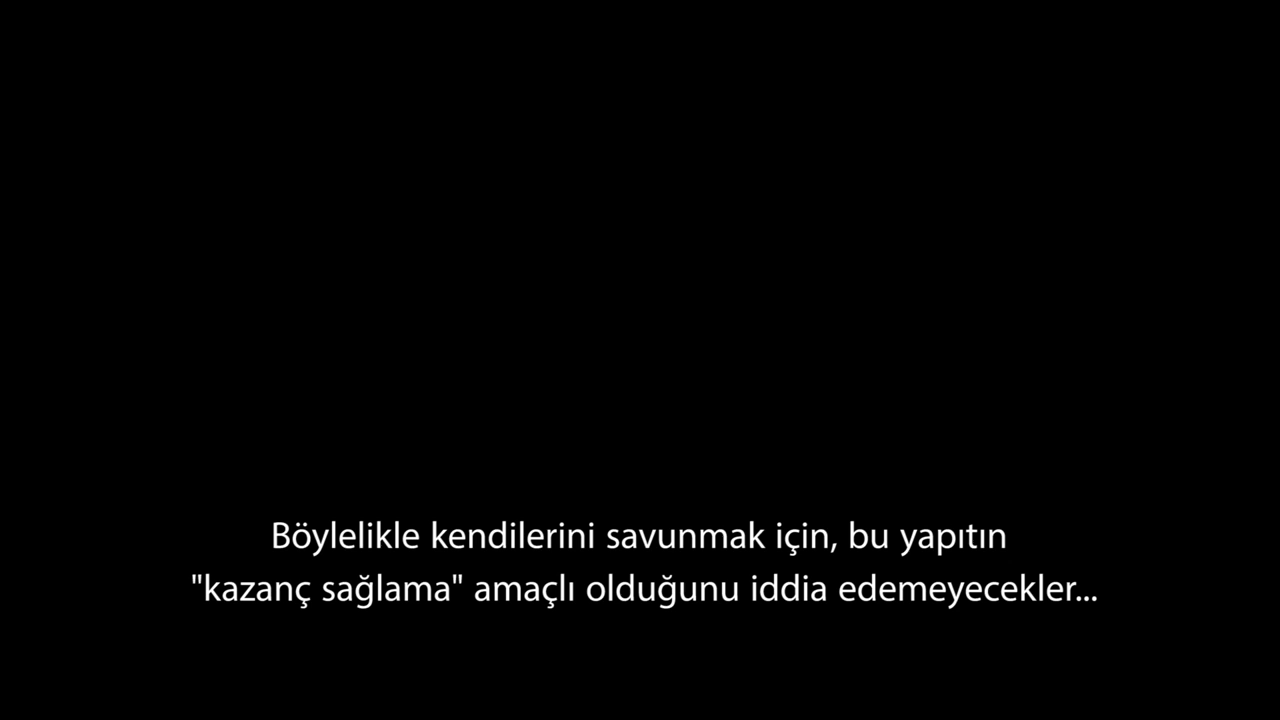 Böylelikle kendilerini savunmak için, bu yapıtın
"kazanç sağlama" amaçlı olduğunu iddia edemeyecekler...